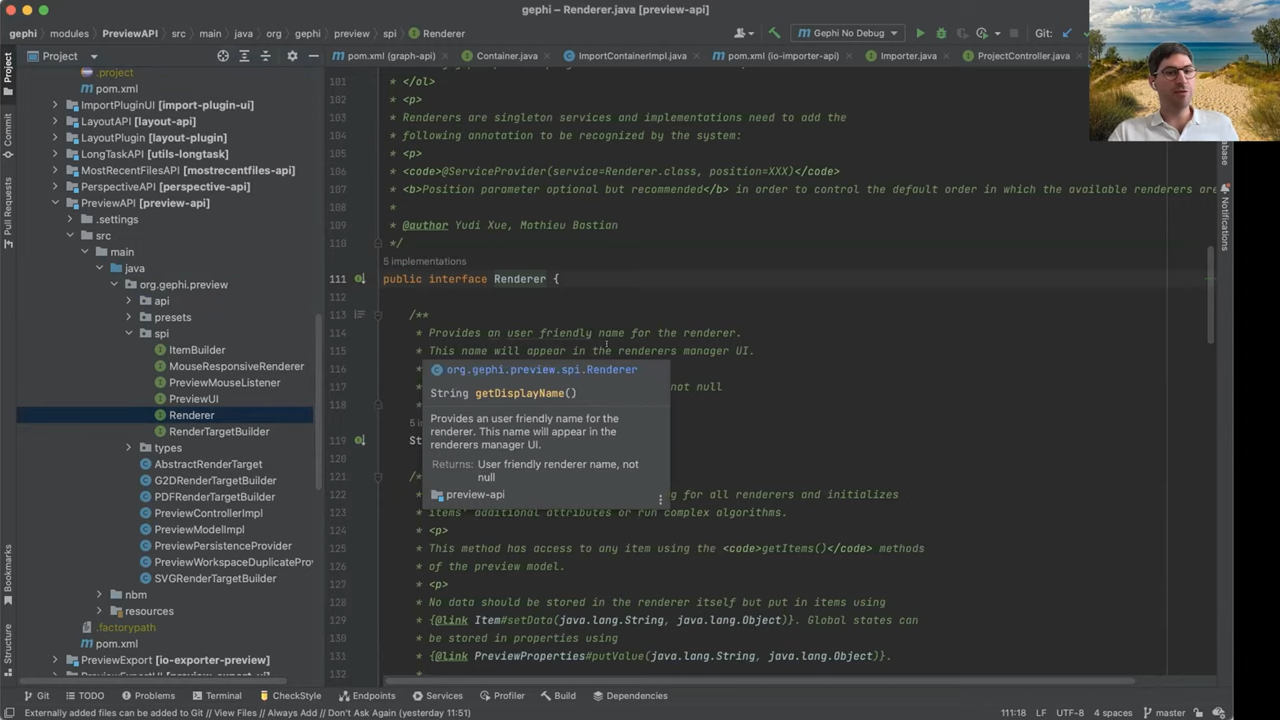 gephi – Renderer.java [preview-api]
gephi modules PreviewAPI src main java org gephi preview spi Renderer
Gephi No Debug
Git:
Project
pom.xml (graph-api) Container.java ImportContainerImpl.java pom.xml (io-importer-api) Importer.java ProjectController.java
.project
pom.xml
ImportPluginUI [import-plugin-ui]
LayoutAPI [layout-api]
LayoutPlugin [layout-plugin]
LongTaskAPI [utils-longtask]
MostRecentFilesAPI [mostrecentfiles-api]
PerspectiveAPI [perspective-api]
PreviewAPI [preview-api]
.settings
src
main
java
org.gephi.preview
api
presets
spi
ItemBuilder
MouseResponsiveRenderer
PreviewMouseListener
PreviewUI
Renderer
RenderTargetBuilder
types
AbstractRenderTarget
G2DRenderTargetBuilder
PDFRenderTargetBuilder
PreviewControllerImpl
PreviewModelImpl
PreviewPersistenceProvider
PreviewWorkspaceDuplicatePro
SVGRenderTargetBuilder
nbm
resources
.factorypath
pom.xml
PreviewExport [io-exporter-preview]
101 * </ol>
102 * <p>
103 * Renderers are singleton services and implementations need to add the
104 * following annotation to be recognized by the system:
105 * <p>
106 * <code>@ServiceProvider(service=Renderer.class, position=XXX)</code>
107 * <b>Position parameter optional but recommended</b> in order to control the default order in which the available renderers are
108 *
109 * @author Yudi Xue, Mathieu Bastian
110 */
5 implementations
111 public interface Renderer {
112
113 /**
114 * Provides an user friendly name for the renderer.
115 * This name will appear in the renderers manager UI.
116
117 not null
118
119 St
120
121 /*
122 g for all renderers and initializes
123 * items' additional attributes or run complex algorithms.
124 * <p>
125 * This method has access to any item using the <code>getItems()</code> methods
126 * of the preview model.
127 * <p>
128 * No data should be stored in the renderer itself but put in items using
129 * {@link Item#setData(java.lang.String, java.lang.Object)}. Global states can
130 * be stored in properties using
131 * {@link PreviewProperties#putValue(java.lang.String, java.lang.Object)}.
132
org.gephi.preview.spi.Renderer
String getDisplayName()
Provides an user friendly name for the
renderer. This name will appear in the
renderers manager UI.
Returns: User friendly renderer name, not
null
preview-api
Project
Commit
Pull Requests
Bookmarks
Structure
Notifications
Git TODO Problems Terminal CheckStyle Endpoints Services Profiler Build Dependencies
Externally added files can be added to Git // View Files // Always Add // Don't Ask Again (yesterday 11:51)
111:18 LF UTF-8 4 spaces master